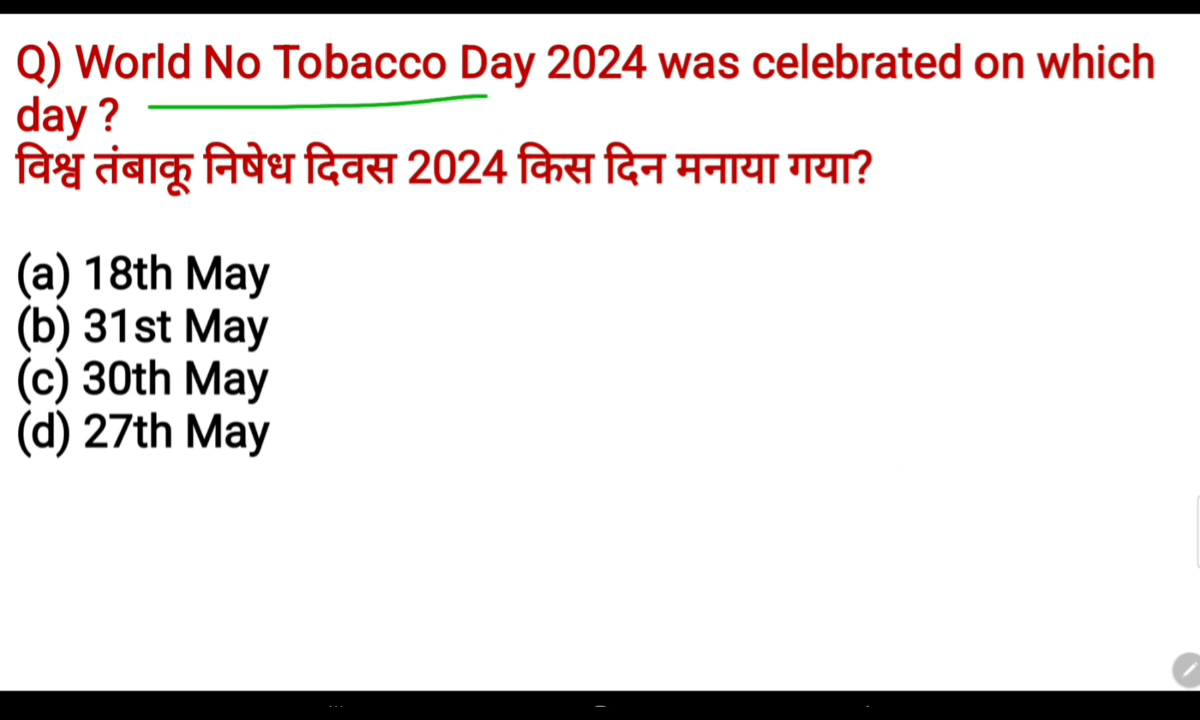 Q) World No Tobacco Day 2024 was celebrated on which
day ?
विश्व तंबाकू निषेध दिवस 2024 किस दिन मनाया गया?
(a) 18th May
(b) 31st May
(c) 30th May
(d) 27th May